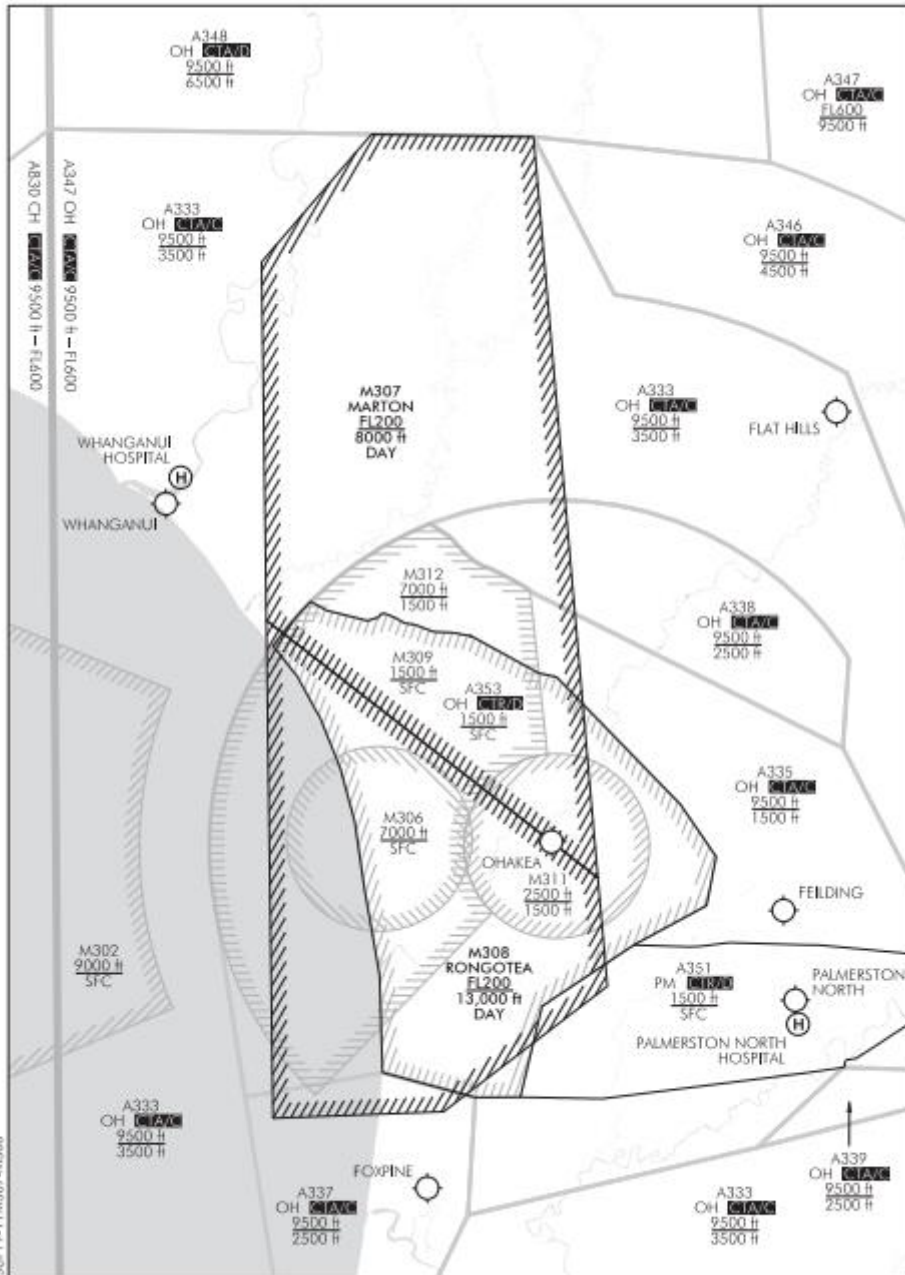 A348
OH CTA/D
9500 ft
6500 ft
A347
OH CTA/C
FL600
9500 ft
A347 OH CTA/C 9500 ft – FL600
A830 CH CTA/C 9500 ft – FL600
A333
OH CTA/C
9500 ft
3500 ft
A346
OH CTA/C
9500 ft
4500 ft
M307
MARTON
FL200
8000 ft
DAY
A333
OH CTA/C
9500 ft
3500 ft
FLAT HILLS
WHANGANUI
HOSPITAL
H
WHANGANUI
M312
7000 ft
1500 ft
A338
OH CTA/C
9500 ft
2500 ft
M309
1500 ft
SFC
A353
OH CTR/D
1500 ft
SFC
A335
OH CTA/C
9500 ft
1500 ft
M306
7000 ft
SFC
OHAKEA
M311
2500 ft
1500 ft
FEILDING
M302
9000 ft
SFC
M308
RONGOTEA
FL200
13,000 ft
DAY
A351
PM CTR/D
1500 ft
SFC
PALMERSTON
NORTH
H
PALMERSTON NORTH
HOSPITAL
A333
OH CTA/C
9500 ft
3500 ft
FOXPINE
A337
OH CTA/C
9500 ft
2500 ft
A333
OH CTA/C
9500 ft
3500 ft
A339
OH CTA/C
9500 ft
2500 ft